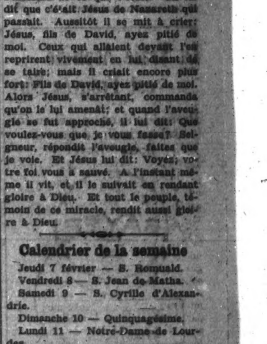 dit que c'était Jésus de Nazareth qui
passait. Aussitôt il se mit à crier:
Jésus, fils de David, ayez pitié de
moi. Ceux qui allaient devant l'en
reprirent vivement en lui disant de
se taire; mais il criait encore plus
fort: Fils de David, ayez pitié de moi.
Alors Jésus, s'arrêtant, commanda
qu'on le lui amenât; et quand l'aveu-
gle se fut approché, il lui dit: Que
voulez-vous que je vous fasse? Sei-
gneur, répondit l'aveugle, faites que
je voie. Et Jésus lui dit: Voyez; vo-
tre foi vous a sauvé. A l'instant mê-
me il vit, et il le suivait en rendant
gloire à Dieu. Et tout le peuple, té-
moin de ce miracle, rendit aussi gloi-
re à Dieu.
Calendrier de la semaine
Jeudi 7 février — S. Romuald.
Vendredi 8 — S. Jean de Matha.
Samedi 9 — S. Cyrille d'Alexan-
drie.
Dimanche 10 — Quinquagésime.
Lundi 11 — Notre-Dame de Lour-